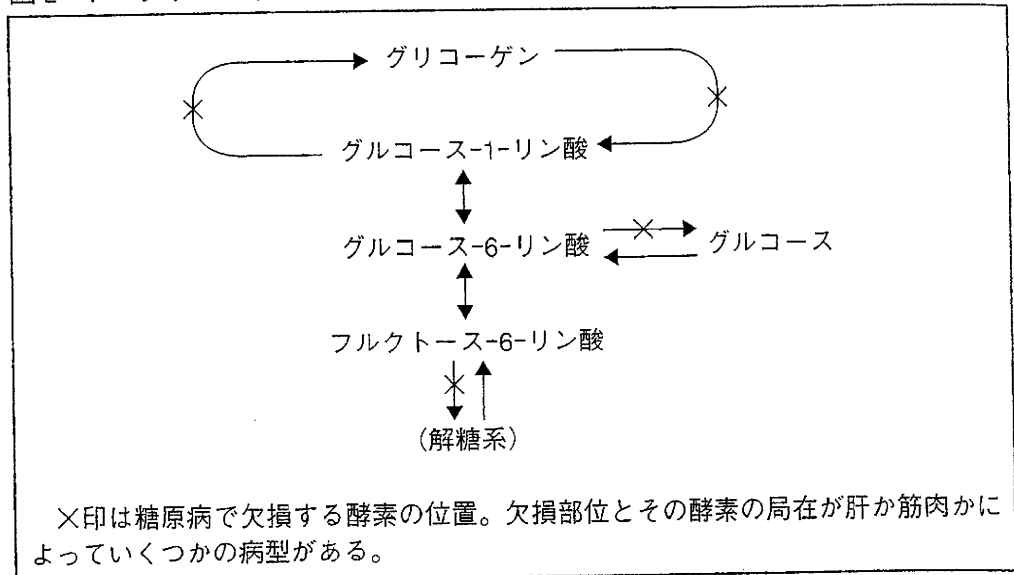 グリコーゲン
グルコース-1-リン酸
グルコース-6-リン酸
グルコース
フルクトース-6-リン酸
(解糖系)
×印は糖原病で欠損する酵素の位置。欠損部位とその酵素の局在が肝か筋肉かに
よっていくつかの病型がある。